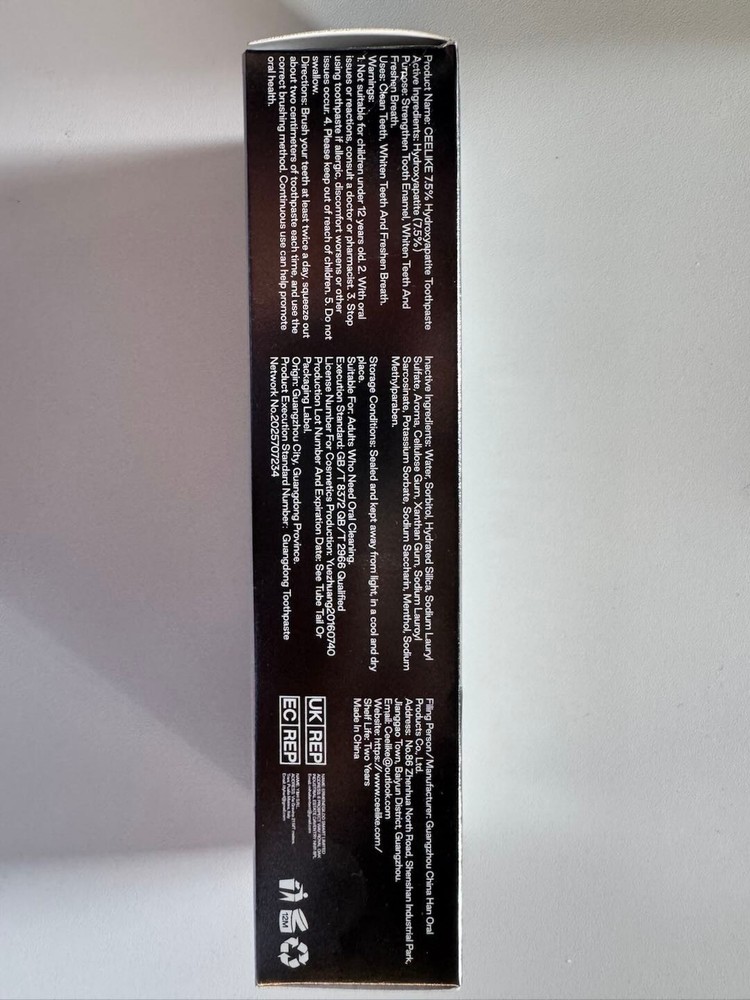 Product Name: CEELIKE 7.5% Hydroxyapatite Toothpaste
Active Ingredients: Hydroxyapatite (7.5%)
Purpose: Strengthen Tooth Enamel, Whiten Teeth And
Freshen Breath.
Uses: Clean Teeth, Whiten Teeth And Freshen Breath.
Warnings:
1.Not suitable for children under 12 years old. 2. With oral
issues or reactions, consult a doctor or pharmacist. 3. Stop
using toothpaste if allergic, discomfort worsens or other
issues occur. 4. Please keep out of reach of children. 5. Do not
swallow.
Directions: Brush your teeth at least twice a day, squeeze out
about two centimeters of toothpaste each time, and use the
correct brushing method. Continuous use can help promote
oral health.
Inactive Ingredients: Water, Sorbitol, Hydrated Silica, Sodium Lauryl
Sulfate, Aroma, Cellulose Gum, Xanthan Gum, Sodium Lauroyl
Sarcosinate, Potassium Sorbate, Sodium Saccharin, Menthol, Sodium
Methylparaben.
Storage Conditions: Sealed and kept away from light, in a cool and dry
place.
Suitable For: Adults Who Need Oral Cleaning.
Execution Standard: GB/T 8372 QB/T 2966 Qualified
License Number For Cosmetics Production: Yuezhuang20160740
Production Lot Number And Expiration Date: See Tube Tail Or
Packaging Label.
Origin: Guangzhou City, Guangdong Province.
Product Execution Standard Number: Guangdong Toothpaste
Network No.2025707234
Filing Person/Manufacturer: Guangzhou China Han Oral
Products Co., Ltd.
Address: No.86 Zhenhua North Road, Shenshan Industrial Park,
Jianggao Town, Baiyun District, Guangzhou.
Email: Ceelike@outlook.com
Website: https://www.ceelike.com/
Shelf Life: Two Years
Made In China
UK REP
EC REP
12M